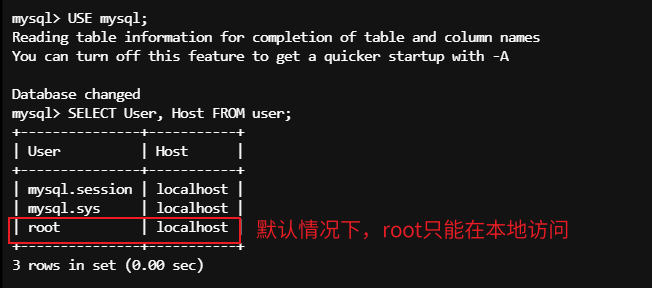 mysql> USE mysql;
Reading table information for completion of table and column names
You can turn off this feature to get a quicker startup with -A
Database changed
mysql> SELECT User, Host FROM user;
+---------------+-----------+
| User          | Host      |
+---------------+-----------+
| mysql.session | localhost |
| mysql.sys     | localhost |
| root          | localhost | 默认情况下，root只能在本地访问
+---------------+-----------+
3 rows in set (0.00 sec)